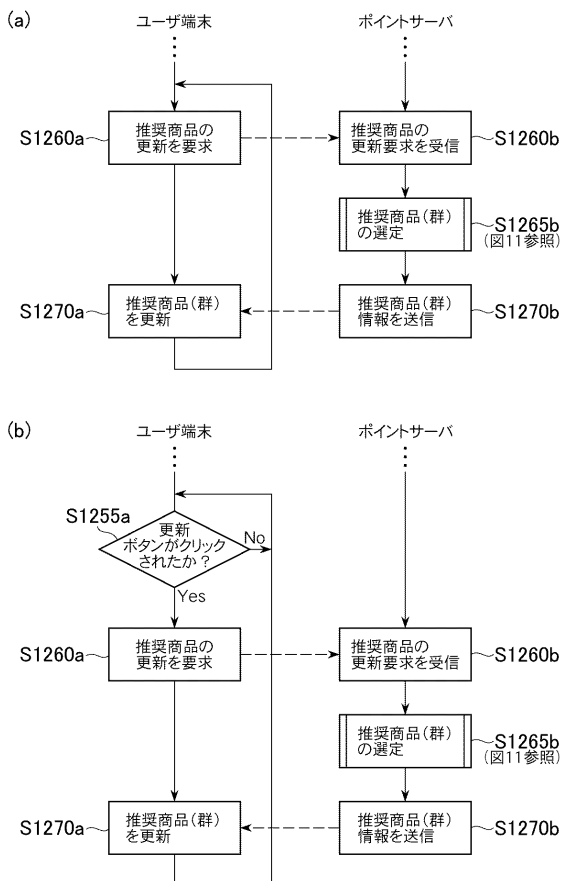 (a)
ユーザ端末
ポイントサーバ
S1260a
推奨商品の
更新を要求
推奨商品の
更新要求を受信
S1260b
推奨商品(群)
の選定
S1265b
(図11参照)
S1270a
推奨商品(群)
を更新
推奨商品(群)
情報を送信
S1270b
(b)
ユーザ端末
ポイントサーバ
S1255a
更新
ボタンがクリック
されたか?
No
Yes
S1260a
推奨商品の
更新を要求
推奨商品の
更新要求を受信
S1260b
推奨商品(群)
の選定
S1265b
(図11参照)
S1270a
推奨商品(群)
を更新
推奨商品(群)
情報を送信
S1270b